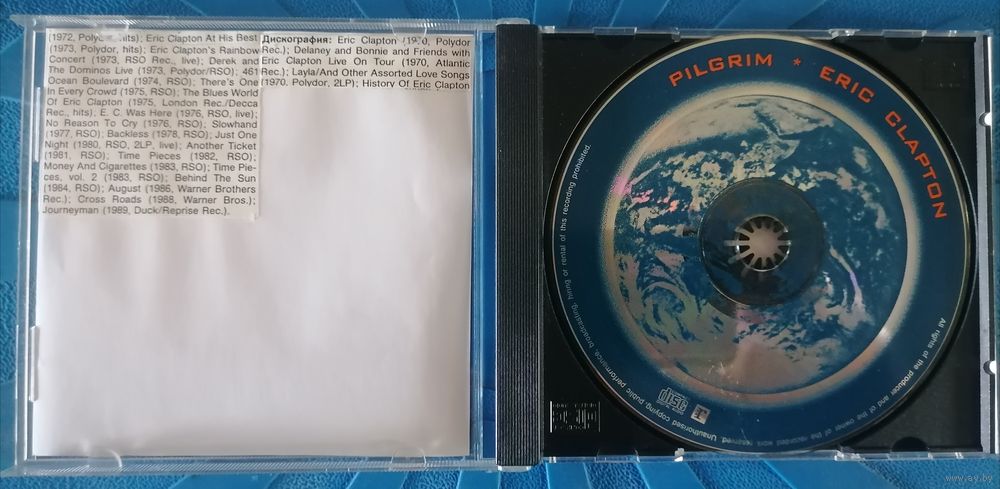 Дискография: Eric Clapton (1970, Polydor
Rec.); Delaney and Bonnie and Friends with
Eric Clapton Live On Tour (1970, Atlantic
Rec.); Layla/And Other Assorted Love Songs
(1970, Polydor, 2LP); History Of Eric Clapton
(1972, hits); Eric Clapton At His Best
(1973, Polydor, hits); Eric Clapton's Rainbow
Concert (1973, RSO Rec., live); Derek and
The Dominos Live (1973, Polydor/RSO); 461
Ocean Boulevard (1974, RSO); There's One
In Every Crowd (1975, RSO); The Blues World
Of Eric Clapton (1975, London Rec./Decca
Rec., hits); E. C. Was Here (1976, RSO, live);
No Reason To Cry (1976, RSO); Slowhand
(1977, RSO); Backless (1978, RSO); Just One
Night (1980, RSO, 2LP, live); Another Ticket
(1981, RSO); Time Pieces (1982, RSO);
Money And Cigarettes (1983, RSO); Time Pie-
ces, vol. 2 (1983, RSO); Behind The Sun
(1984, RSO); August (1986, Warner Brothers
Rec.); Cross Roads (1988, Warner Bros.);
Journeyman (1989, Duck/Reprise Rec.).
PILGRIM * ERIC CLAPTON
All rights of the producer and of the owner of the recorded work reserved.
Unauthorised copying, public performance, broadcasting, hiring or rental of this recording prohibited.
disc
www.ay.by